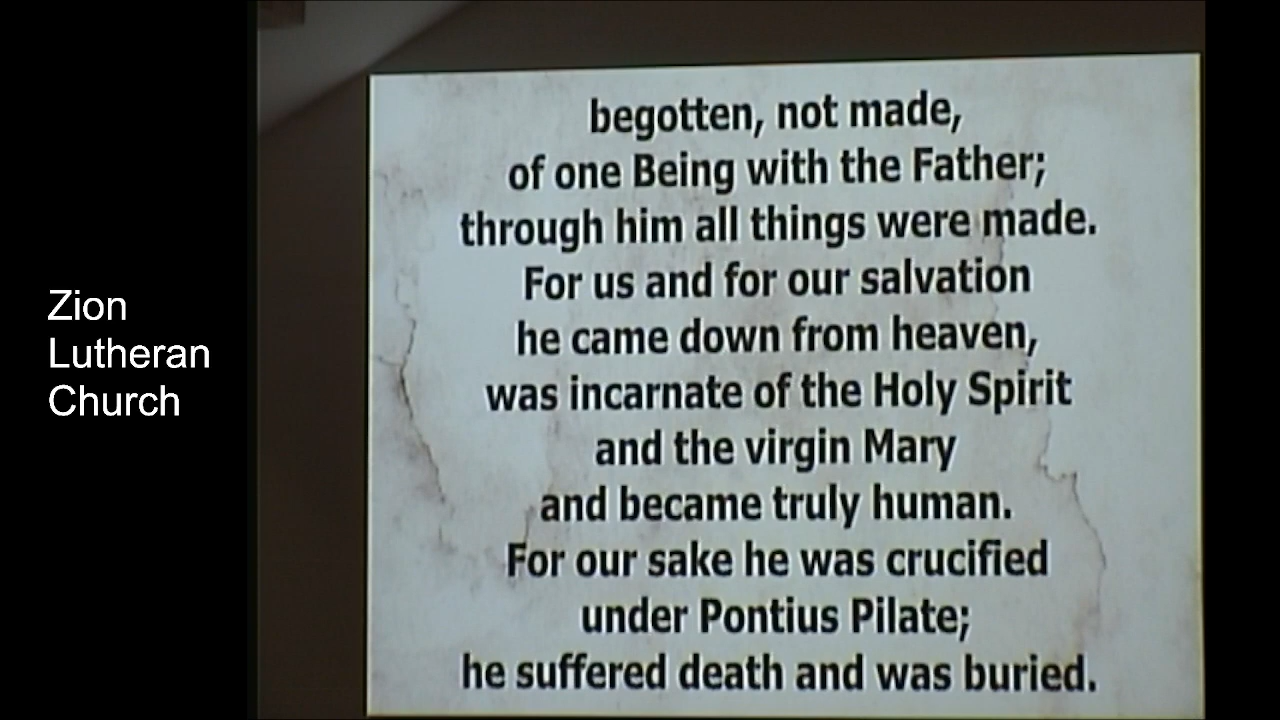 Zion
Lutheran
Church
begotten, not made,
of one Being with the Father;
through him all things were made.
For us and for our salvation
he came down from heaven,
was incarnate of the Holy Spirit
and the virgin Mary
and became truly human.
For our sake he was crucified
under Pontius Pilate;
he suffered death and was buried.